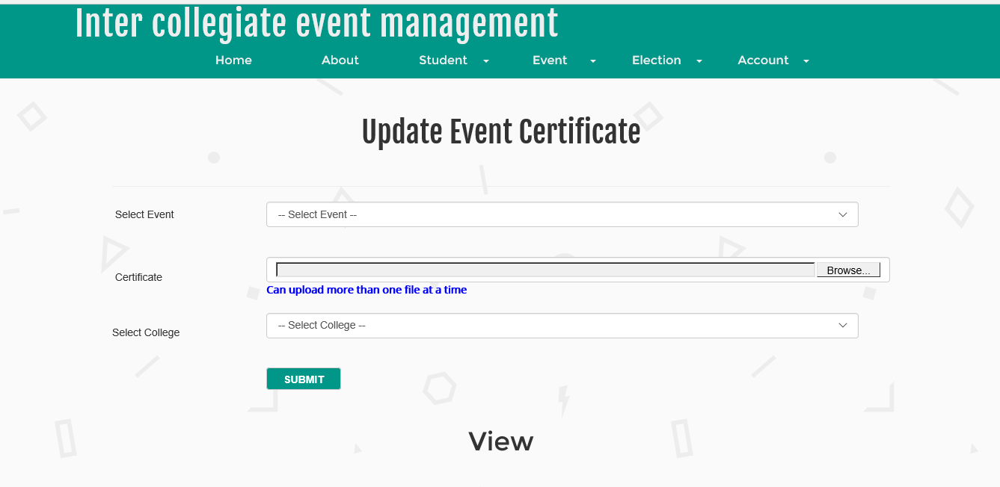 Inter collegiate event management
Home About Student Event Election Account
Update Event Certificate
Select Event -- Select Event --
Certificate Browse...
Can upload more than one file at a time
Select College -- Select College --
SUBMIT
View